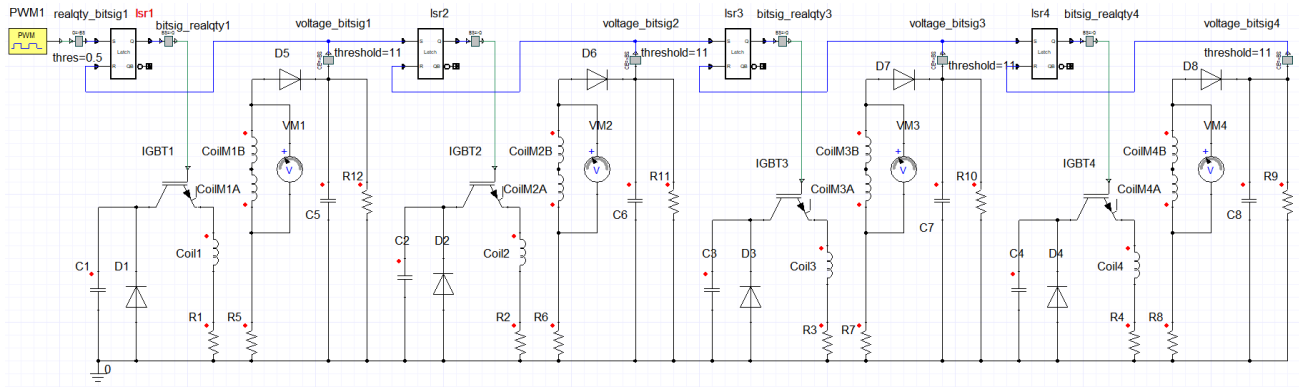 PWM1
realqty_bitsig1
lsr1
bitsig_realqty1
voltage_bitsig1
lsr2
voltage_bitsig2
lsr3
bitsig_realqty3
voltage_bitsig3
lsr4
bitsig_realqty4
voltage_bitsig4
PWM
thres=0.5
S
Q
Latch
R
QB
D5
threshold=11
S
Q
Latch
R
QB
D6
threshold=11
S
Q
Latch
R
QB
D7
threshold=11
S
Q
Latch
R
QB
D8
threshold=11
VM1
VM2
VM3
VM4
IGBT1
CoilM1B
V
IGBT2
CoilM2B
V
IGBT3
CoilM3B
V
IGBT4
CoilM4B
V
CoilM1A
R12
CoilM2A
R11
CoilM3A
R10
CoilM4A
R9
C5
C6
C7
C8
C1
D1
Coil1
C2
D2
Coil2
C3
D3
Coil3
C4
D4
Coil4
R1
R5
R2
R6
R3
R7
R4
R8
0